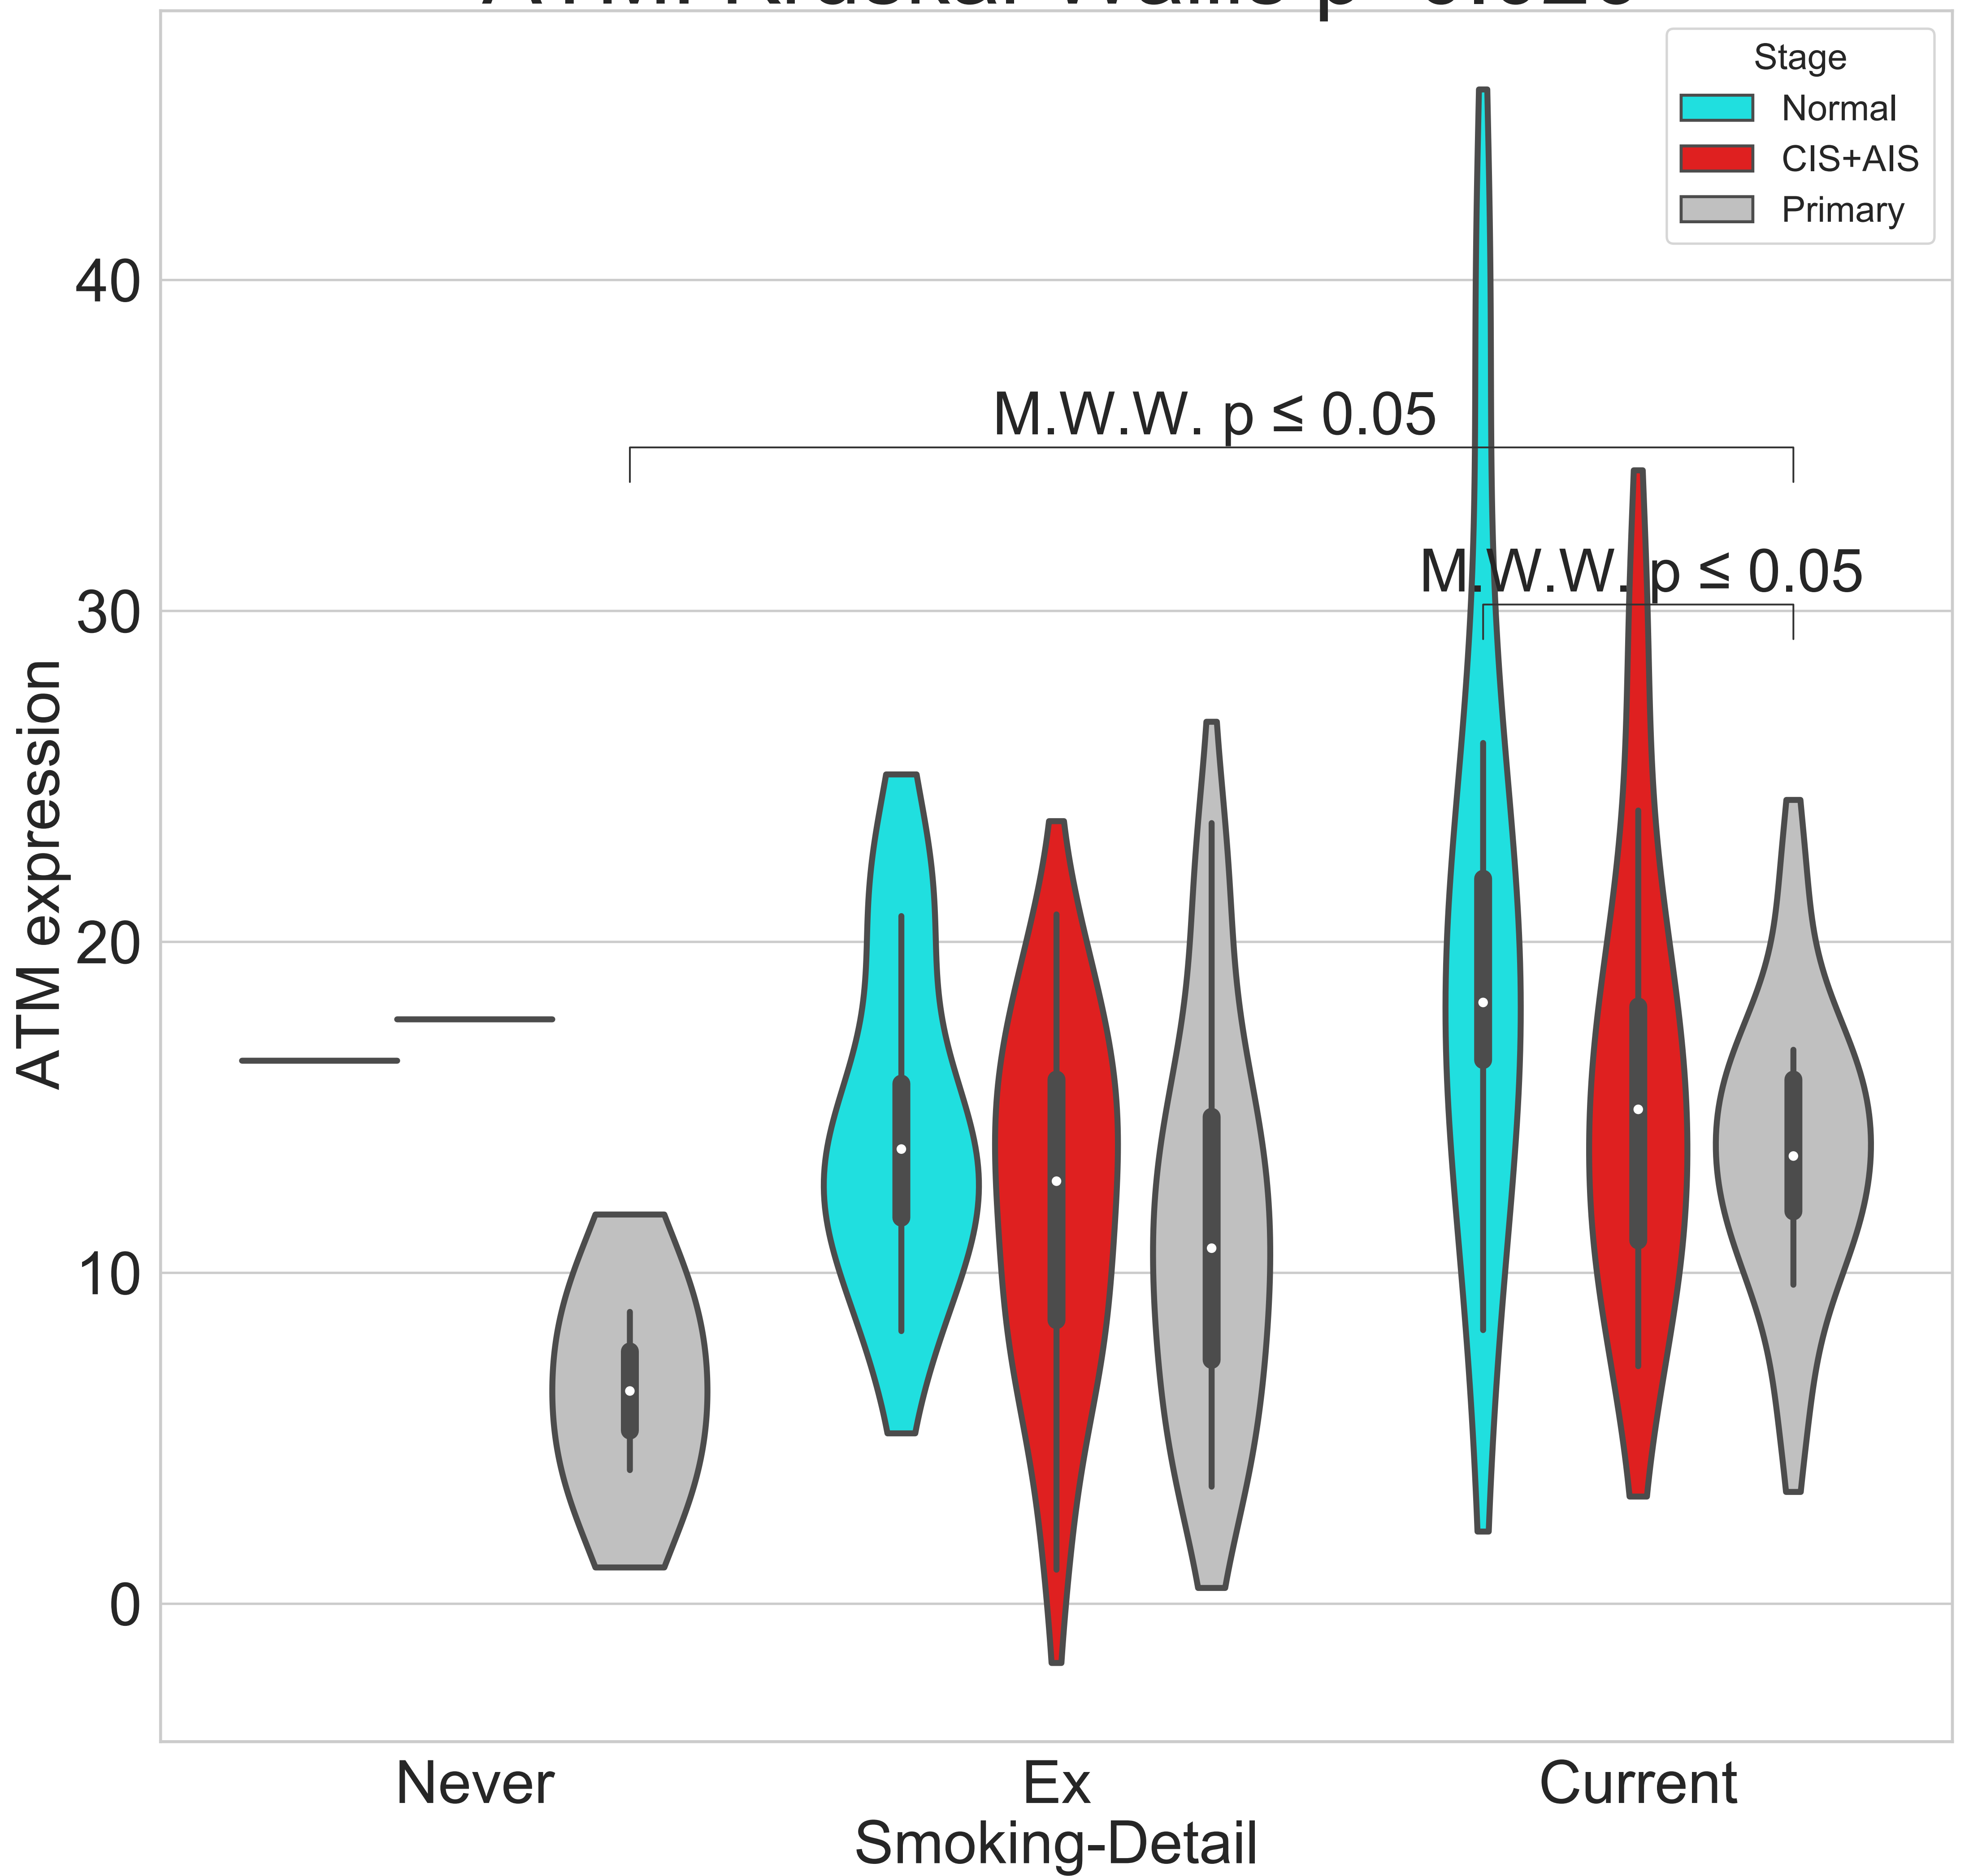 Stage
Normal
CIS+AIS
Primary
40
30
20
10
0
M.W.W. p ≤ 0.05
M.W.W. p ≤ 0.05
ATM expression
Never
Ex
Current
Smoking-Detail